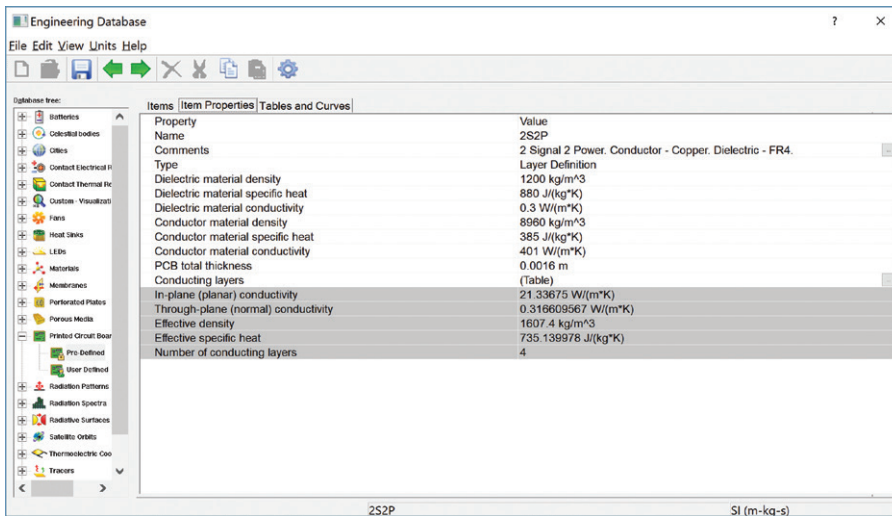 Engineering Database
? ×
File Edit View Units Help
Database tree:
Batteries
Celestial bodies
Cities
Contact Electrical R
Contact Thermal Re
Custom - Visualizati
Fans
Heat Sinks
LEDs
Materials
Membranes
Perforated Plates
Porous Media
Printed Circuit Boar
Pre-Defined
User Defined
Radiation Patterns
Radiation Spectra
Radiative Surfaces
Satellite Orbits
Thermoelectric Coo
Tracers
Items Item Properties Tables and Curves
Property Value
Name 2S2P
Comments 2 Signal 2 Power. Conductor - Copper. Dielectric - FR4.
Type Layer Definition
Dielectric material density 1200 kg/m^3
Dielectric material specific heat 880 J/(kg*K)
Dielectric material conductivity 0.3 W/(m*K)
Conductor material density 8960 kg/m^3
Conductor material specific heat 385 J/(kg*K)
Conductor material conductivity 401 W/(m*K)
PCB total thickness 0.0016 m
Conducting layers (Table)
In-plane (planar) conductivity 21.33675 W/(m*K)
Through-plane (normal) conductivity 0.316609567 W/(m*K)
Effective density 1607.4 kg/m^3
Effective specific heat 735.139978 J/(kg*K)
Number of conducting layers 4
2S2P SI (m-kg-s)